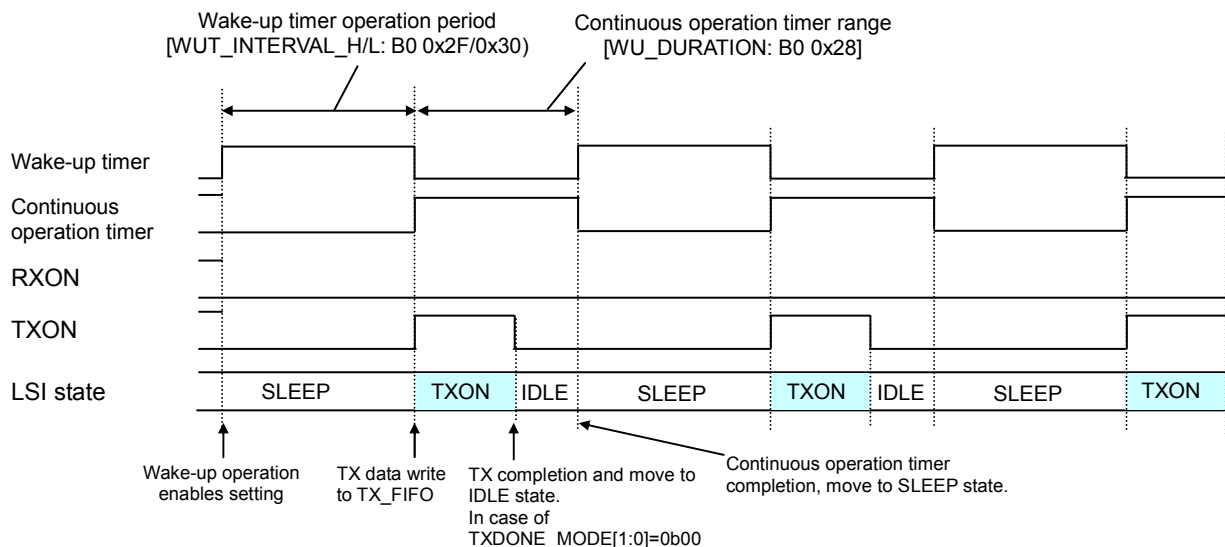 Wake-up timer operation period
[WUT_INTERVAL_H/L: B0 0x2F/0x30)
Continuous operation timer range
[WU_DURATION: B0 0x28]
Wake-up timer
Continuous
operation timer
RXON
TXON
LSI state
SLEEP
TXON
IDLE
SLEEP
TXON
IDLE
SLEEP
TXON
Wake-up operation
enables setting
TX data write
to TX_FIFO
TX completion and move to
IDLE state.
In case of
TXDONE_MODE[1:0]=0b00
Continuous operation timer
completion, move to SLEEP state.